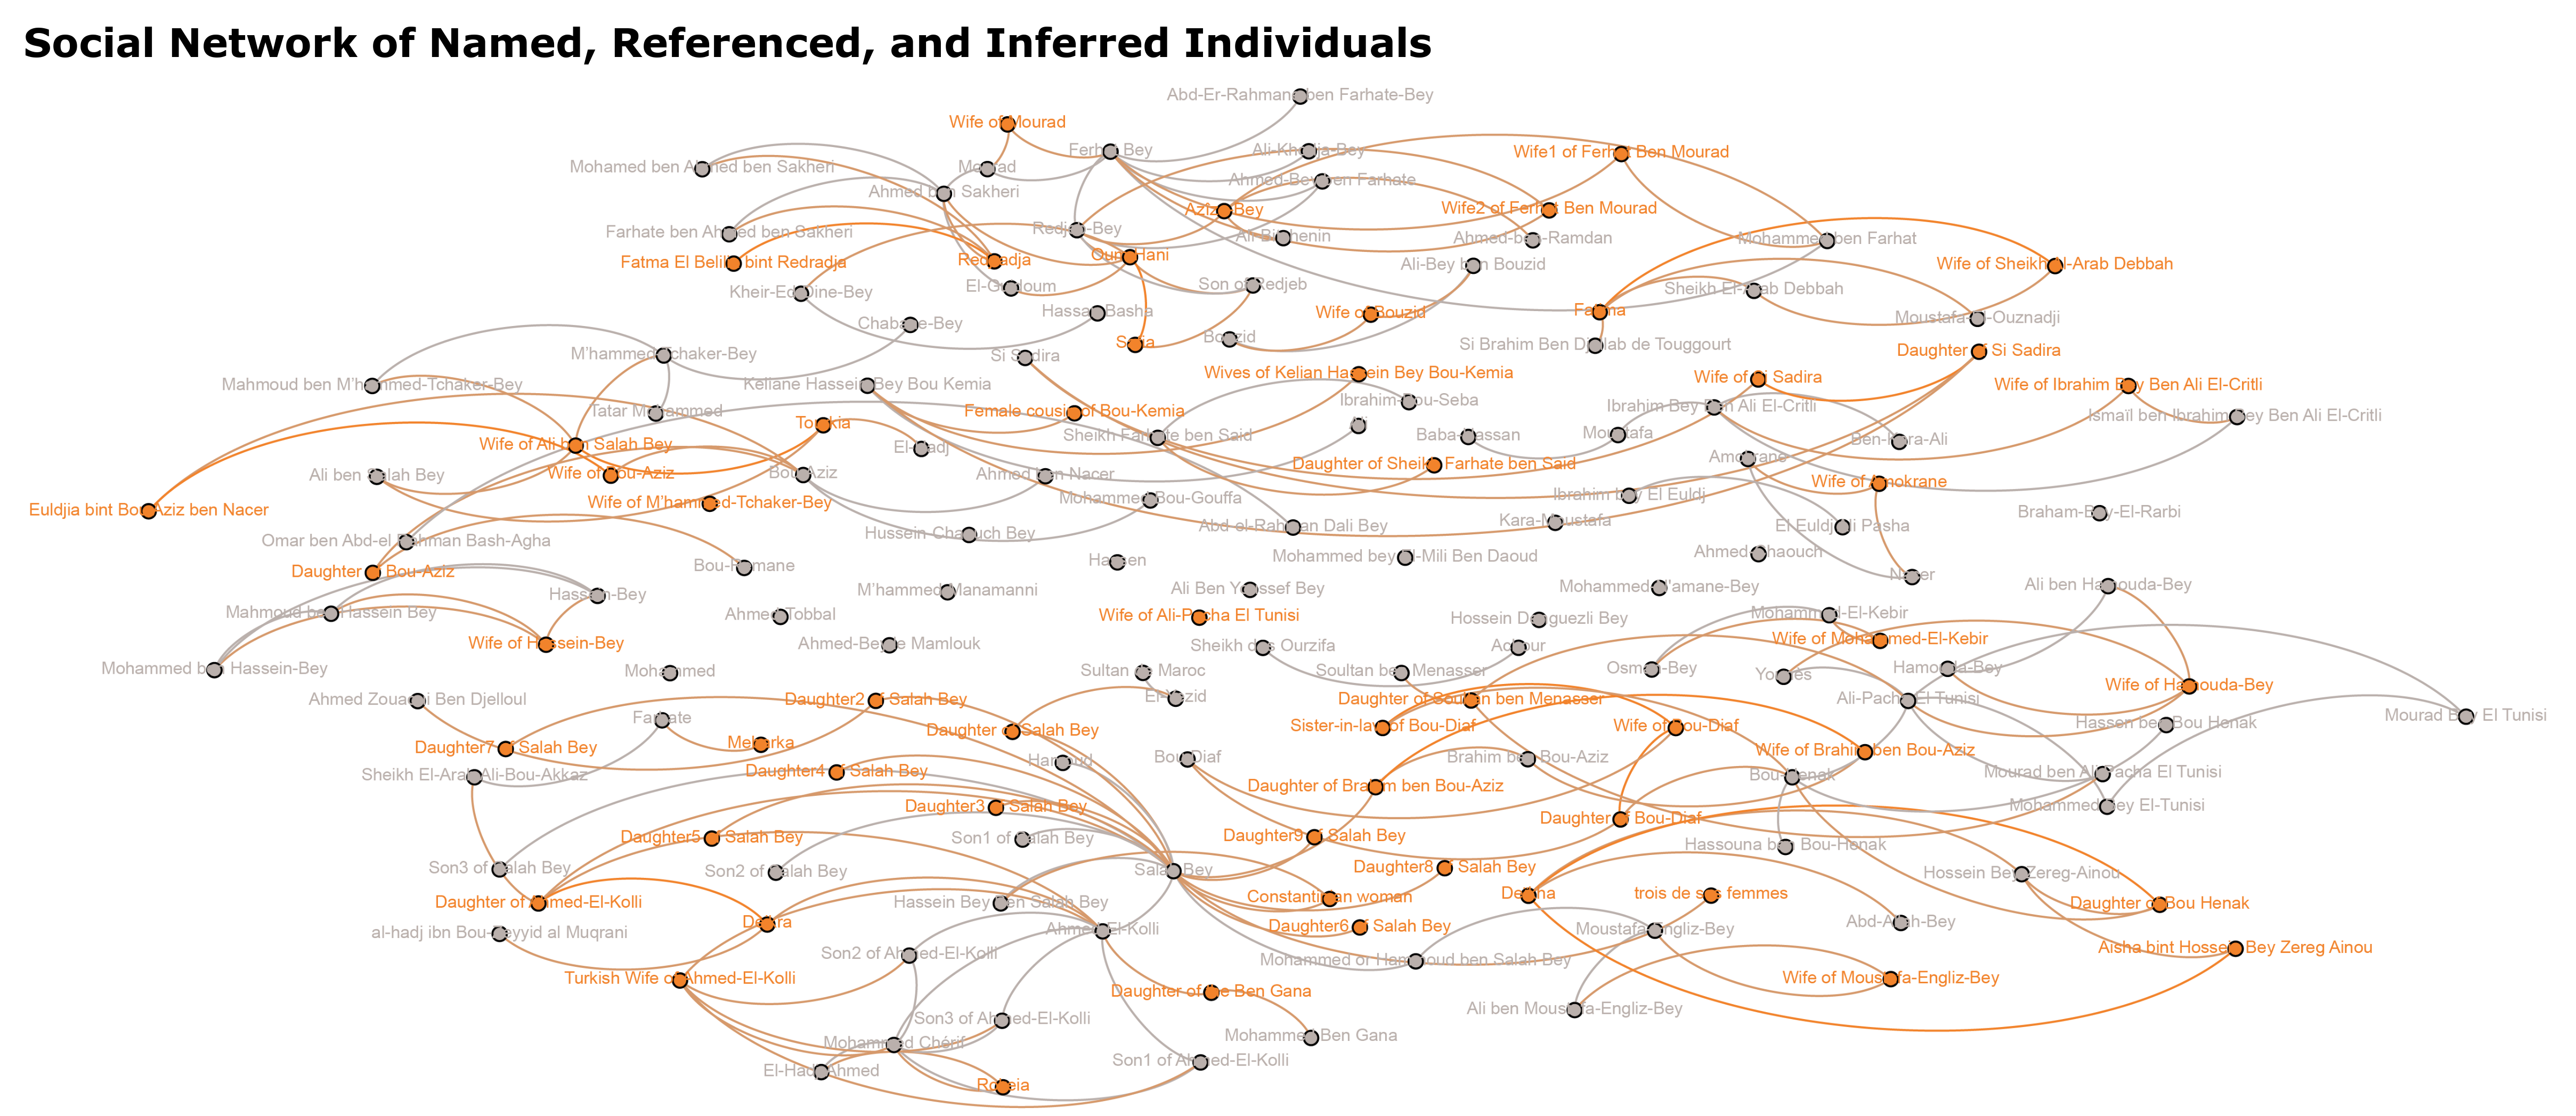 Social Network of Named, Referenced, and Inferred Individuals
Abd-Er-Rahmane ben Farhate-Bey
Wife of Mourad
Ferhat Bey
Ali-Khodja-Bey
Wife1 of Ferhat Ben Mourad
Mohamed ben Ahmed ben Sakheri
Mourad
Ahmed ben Sakheri
Ahmed-Bey ben Farhate
Aziza-Bey
Wife2 of Ferhat Ben Mourad
Farhate ben Ahmed ben Sakheri
Redjeb-Bey
Ali-Bitchenin
Ahmed-ben-Ramdan
Mohammed ben Farhat
Fatma El Belilia bint Redradja
Redradja
Oum-Hani
Ali-Bey ben Bouzid
Wife of Sheikh El-Arab Debbah
Kheir-Ed-Dine-Bey
El-Guidoum
Son of Redjeb
Sheikh El-Arab Debbah
Chabane-Bey
Hassan Basha
Wife of Bouzid
Fatma
Moustafa-El-Ouznadji
M'hammed-Tchaker-Bey
Si Sadira
Bouzid
Si Brahim Ben Djellab de Touggourt
Daughter of Si Sadira
Mahmoud ben M'hammed-Tchaker-Bey
Keliane Hassein Bey Bou Kemia
Wives of Kelian Hassein Bey Bou-Kemia
Wife of Si Sadira
Wife of Ibrahim Bey Ben Ali El-Critli
Tatar Mohammed
Tourkia
Female cousin of Bou-Kemia
Ibrahim-Bou-Seba
Ibrahim Bey Ben Ali El-Critli
Ismaïl ben Ibrahim Bey Ben Ali El-Critli
Wife of Ali ben Salah Bey
El-Hadj
Sheikh Farhate ben Said
Ali
Baba-Hassan
Moustafa
Ben-Kara-Ali
Ali ben Salah Bey
Wife of Bou-Aziz
Bou-Aziz
Ahmed ben Nacer
Daughter of Sheikh Farhate ben Said
Amokrane
Euldjia bint Bou-Aziz ben Nacer
Wife of M'hammed-Tchaker-Bey
Mohammed Bou-Gouffa
Ibrahim bey El Euldj
Wife of Amokrane
Omar ben Abd-el Rahman Bash-Agha
Hussein Chaouch Bey
Abd-el-Rahman Dali Bey
Kara-Moustafa
El Euldj Ali Pasha
Braham-Bey-El-Rarbi
Daughter of Bou-Aziz
Bou-Romane
Hassen
Mohammed bey El-Mili Ben Daoud
Ahmed-Chaouch
Nacer
Mahmoud ben Hassein Bey
Hassein-Bey
M'hammed Manamanni
Ali Ben Youssef Bey
Mohammed N'amane-Bey
Ali ben Hamouda-Bey
Wife of Hassein-Bey
Ahmed Tobbal
Wife of Ali-Pacha El Tunisi
Hossein Denguezli Bey
Mohammed-El-Kebir
Mohammed ben Hassein-Bey
Mohammed
Ahmed-Bey le Mamlouk
Sheikh des Ourzifa
Achour
Wife of Mohammed-El-Kebir
Ahmed Zouaoui Ben Djelloul
Sultan de Maroc
Soultan ben Menasser
Osman-Bey
Younes
Hamouda-Bey
Wife of Hamouda-Bey
Farhate
Daughter2 of Salah Bey
El-Yezid
Daughter of Soultan ben Menasser
Ali-Pacha El Tunisi
Mourad Bey El Tunisi
Daughter7 of Salah Bey
Mebarka
Daughter of Salah Bey
Sister-in-law of Bou-Diaf
Wife of Bou-Diaf
Hassen ben Bou Henak
Sheikh El-Arab Ali-Bou-Akkaz
Daughter4 of Salah Bey
Hamoud
Bou-Diaf
Brahim ben Bou-Aziz
Wife of Brahim ben Bou-Aziz
Bou-Henak
Mourad ben Ali Pacha El Tunisi
Daughter3 of Salah Bey
Daughter of Brahim ben Bou-Aziz
Mohammed Bey El-Tunisi
Daughter5 of Salah Bey
Son1 of Salah Bey
Daughter9 of Salah Bey
Daughter of Bou-Diaf
Hassouna ben Bou-Henak
Son3 of Salah Bey
Son2 of Salah Bey
Salah Bey
Daughter8 of Salah Bey
Hossein Bey Zereg-Ainou
Daughter of Ahmed-El-Kolli
Hassein Bey Ben Salah Bey
Constantinian woman
trois de ses femmes
Daughter of Bou Henak
al-hadj ibn Bou-Zeyyid al Muqrani
Ahmed-El-Kolli
Daughter6 of Salah Bey
Moustafa-Engliz-Bey
Abd-Allah-Bey
Son2 of Ahmed-El-Kolli
Mohammed or Hammoud ben Salah Bey
Aisha bint Hossein Bey Zereg Ainou
Turkish Wife of Ahmed-El-Kolli
Daughter of the Ben Gana
Wife of Moustafa-Engliz-Bey
Son3 of Ahmed-El-Kolli
Ali ben Moustafa-Engliz-Bey
Mohammed Chérif
Mohammed Ben Gana
El-Hadj Ahmed
Son1 of Ahmed-El-Kolli